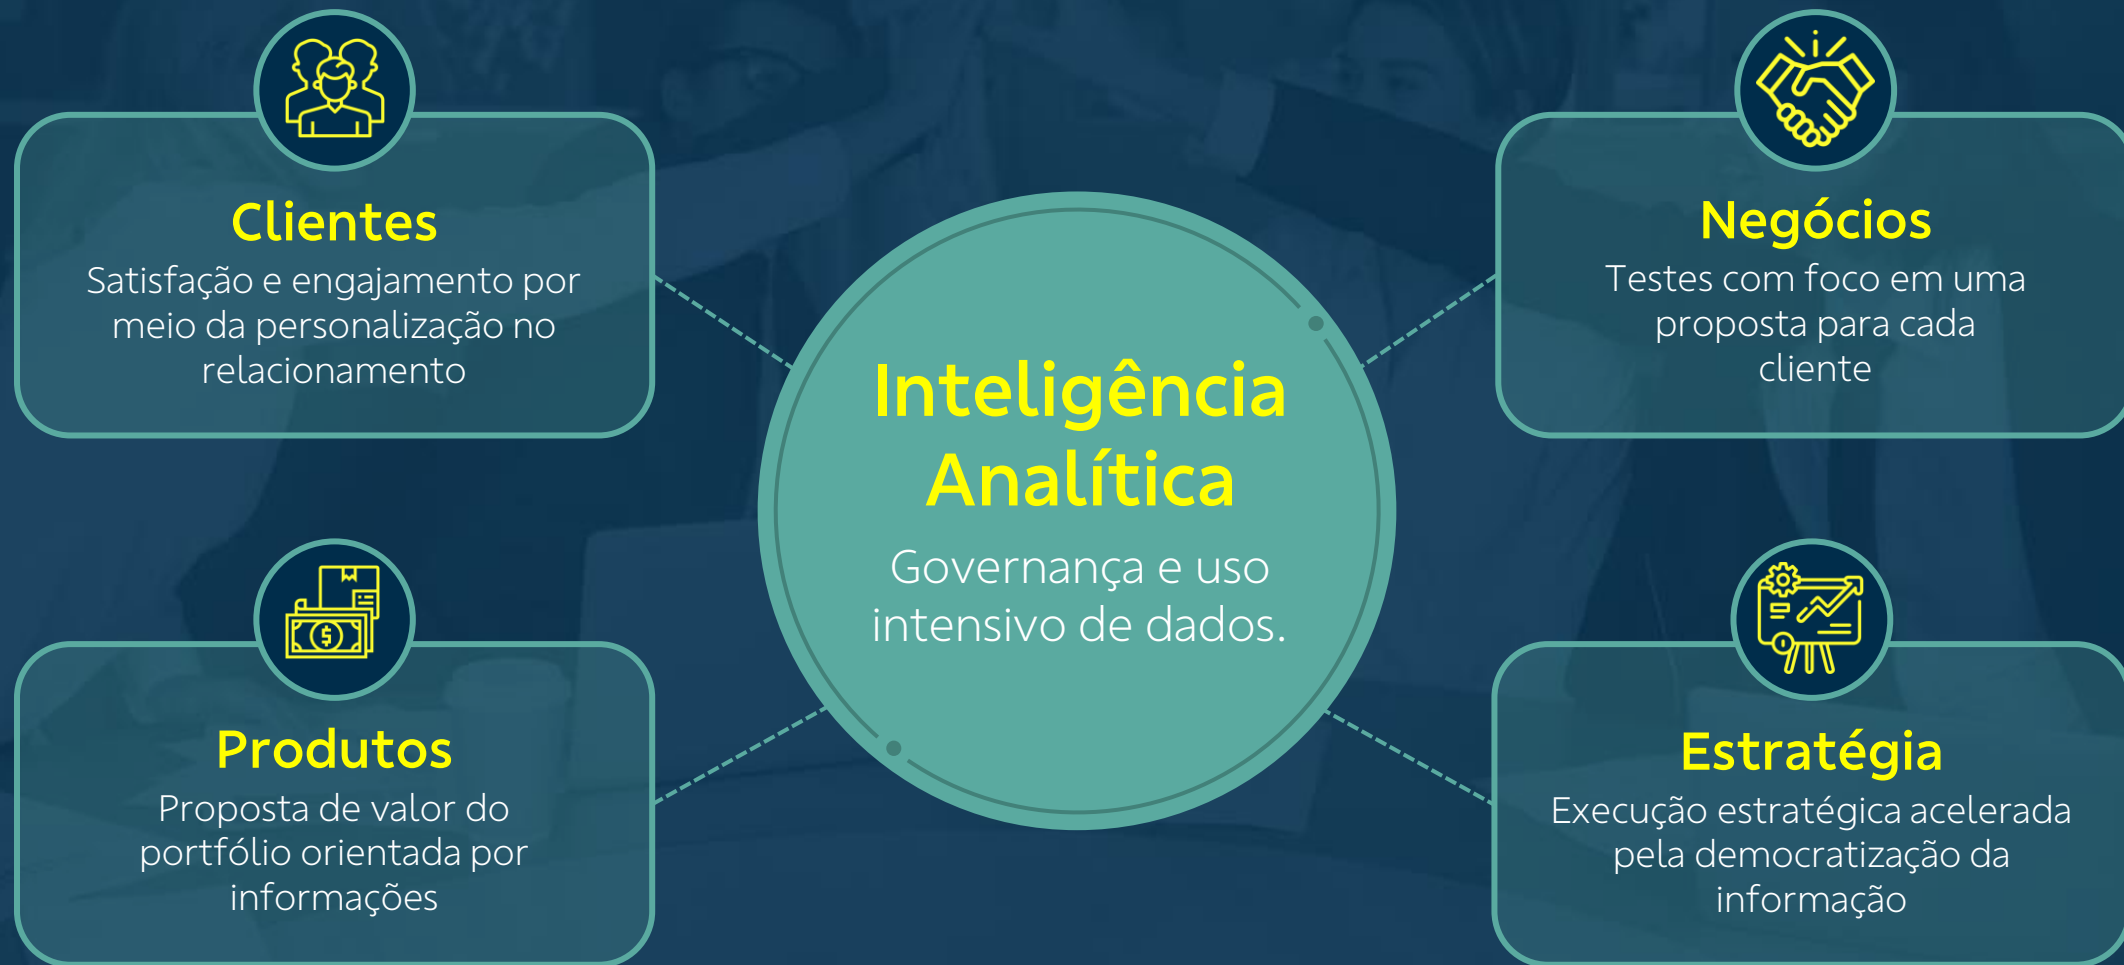 Clientes
Satisfação e engajamento por
meio da personalização no
relacionamento
Negócios
Testes com foco em uma
proposta para cada
cliente
Inteligência
Analítica
Governança e uso
intensivo de dados.
Produtos
Proposta de valor do
portfólio orientada por
informações
Estratégia
Execução estratégica acelerada
pela democratização da
informação